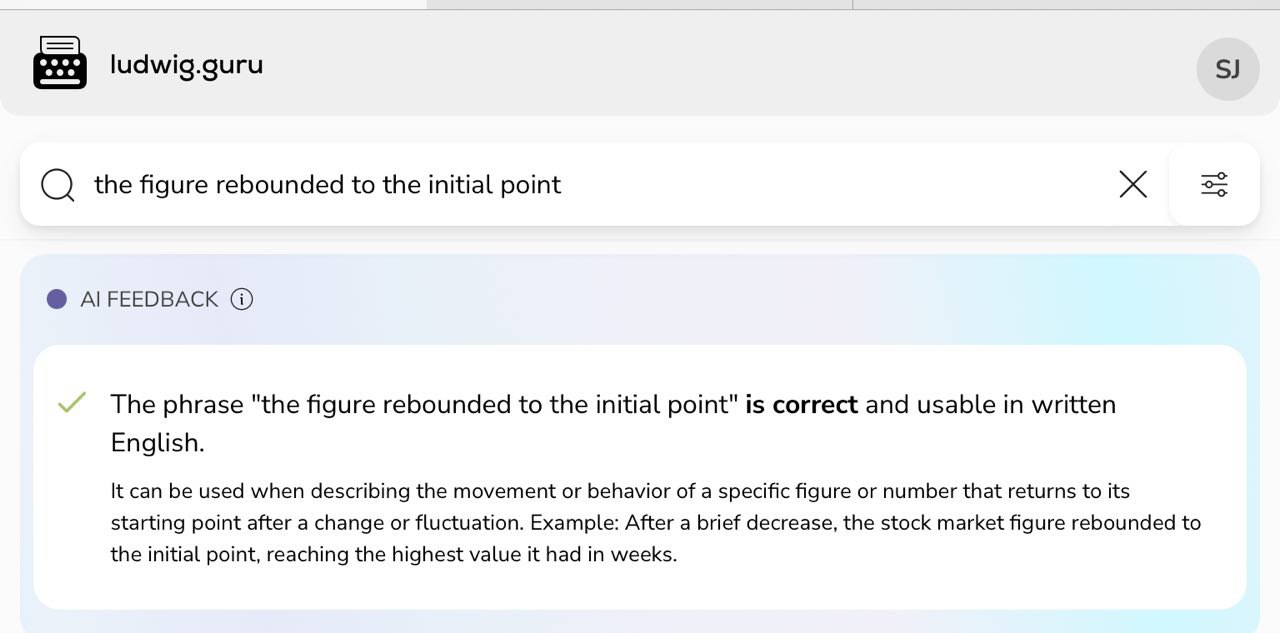 ludwig.guru
SJ
the figure rebounded to the initial point
AI FEEDBACK
The phrase "the figure rebounded to the initial point" is correct and usable in written
English.
It can be used when describing the movement or behavior of a specific figure or number that returns to its
starting point after a change or fluctuation. Example: After a brief decrease, the stock market figure rebounded to
the initial point, reaching the highest value it had in weeks.